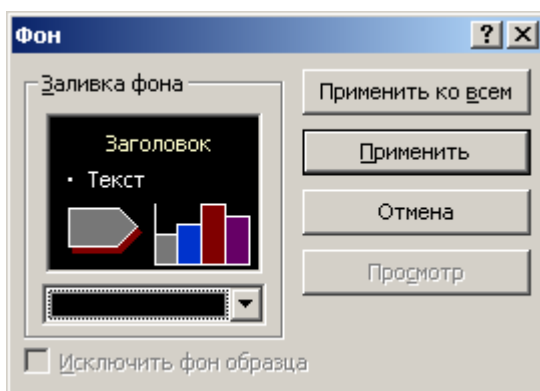 Фон
Заливка фона
Заголовок
• Текст
Применить ко всем
Применить
Отмена
Просмотр
Исключить фон образца